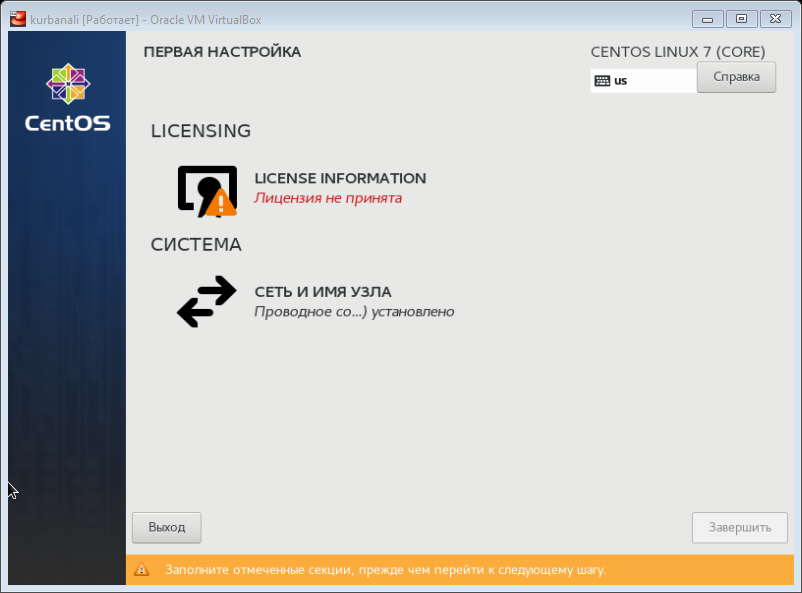 kurbanali [Работает] - Oracle VM VirtualBox
CentOS
ПЕРВАЯ НАСТРОЙКА
CENTOS LINUX 7 (CORE)
us
Справка
LICENSING
LICENSE INFORMATION
Лицензия не принята
СИСТЕМА
СЕТЬ И ИМЯ УЗЛА
Проводное со...) установлено
Выход
Завершить
Заполните отмеченные секции, прежде чем перейти к следующему шагу.